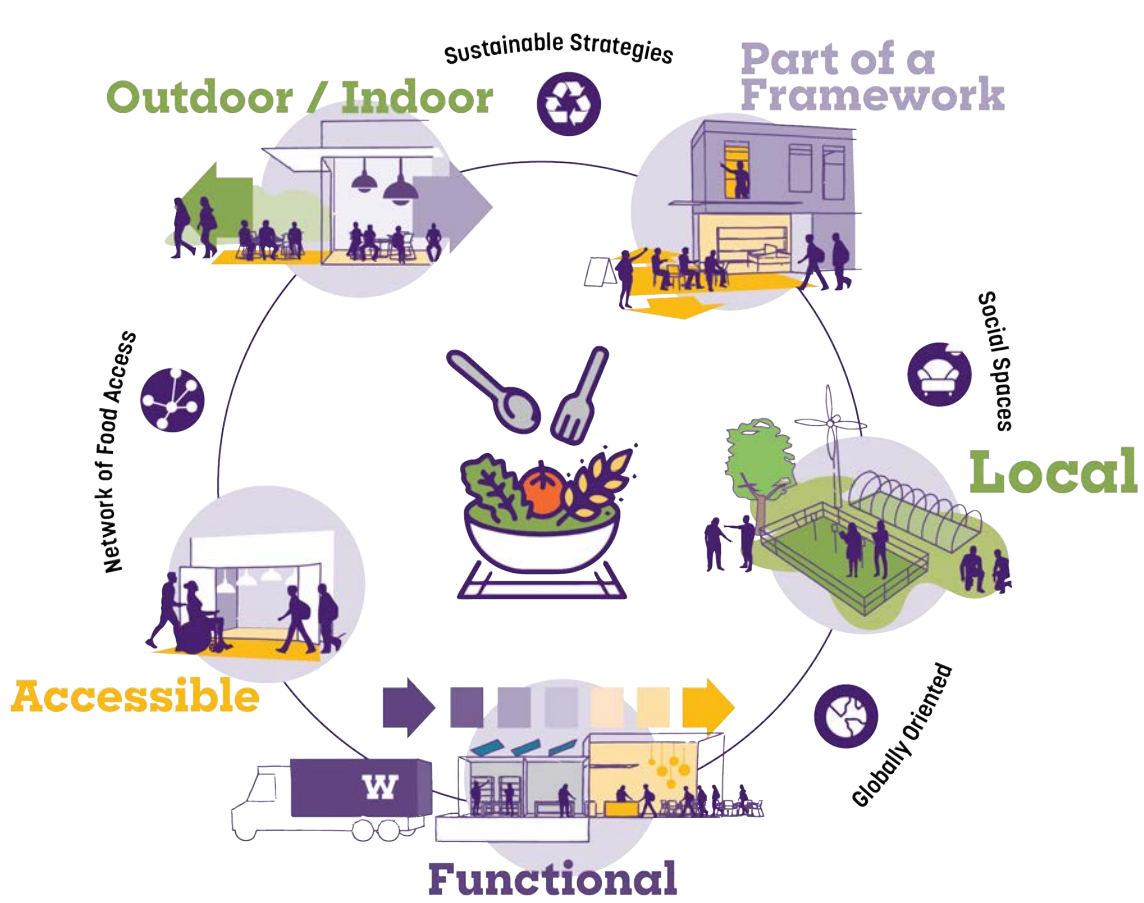 Sustainable Strategies
Outdoor / Indoor
Part of a
Framework
Social Spaces
Network of Food Access
Local
Accessible
Globally Oriented
W
Functional